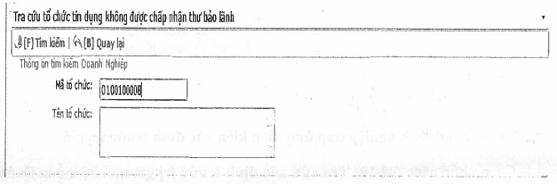 Tra cứu tổ chức tín dụng không được chấp nhận thư bảo lãnh
[F] Tìm kiếm | [B] Quay lại
Thông tin tìm kiếm Doanh Nghiệp
Mã tổ chức: 0100100008
Tên tổ chức: